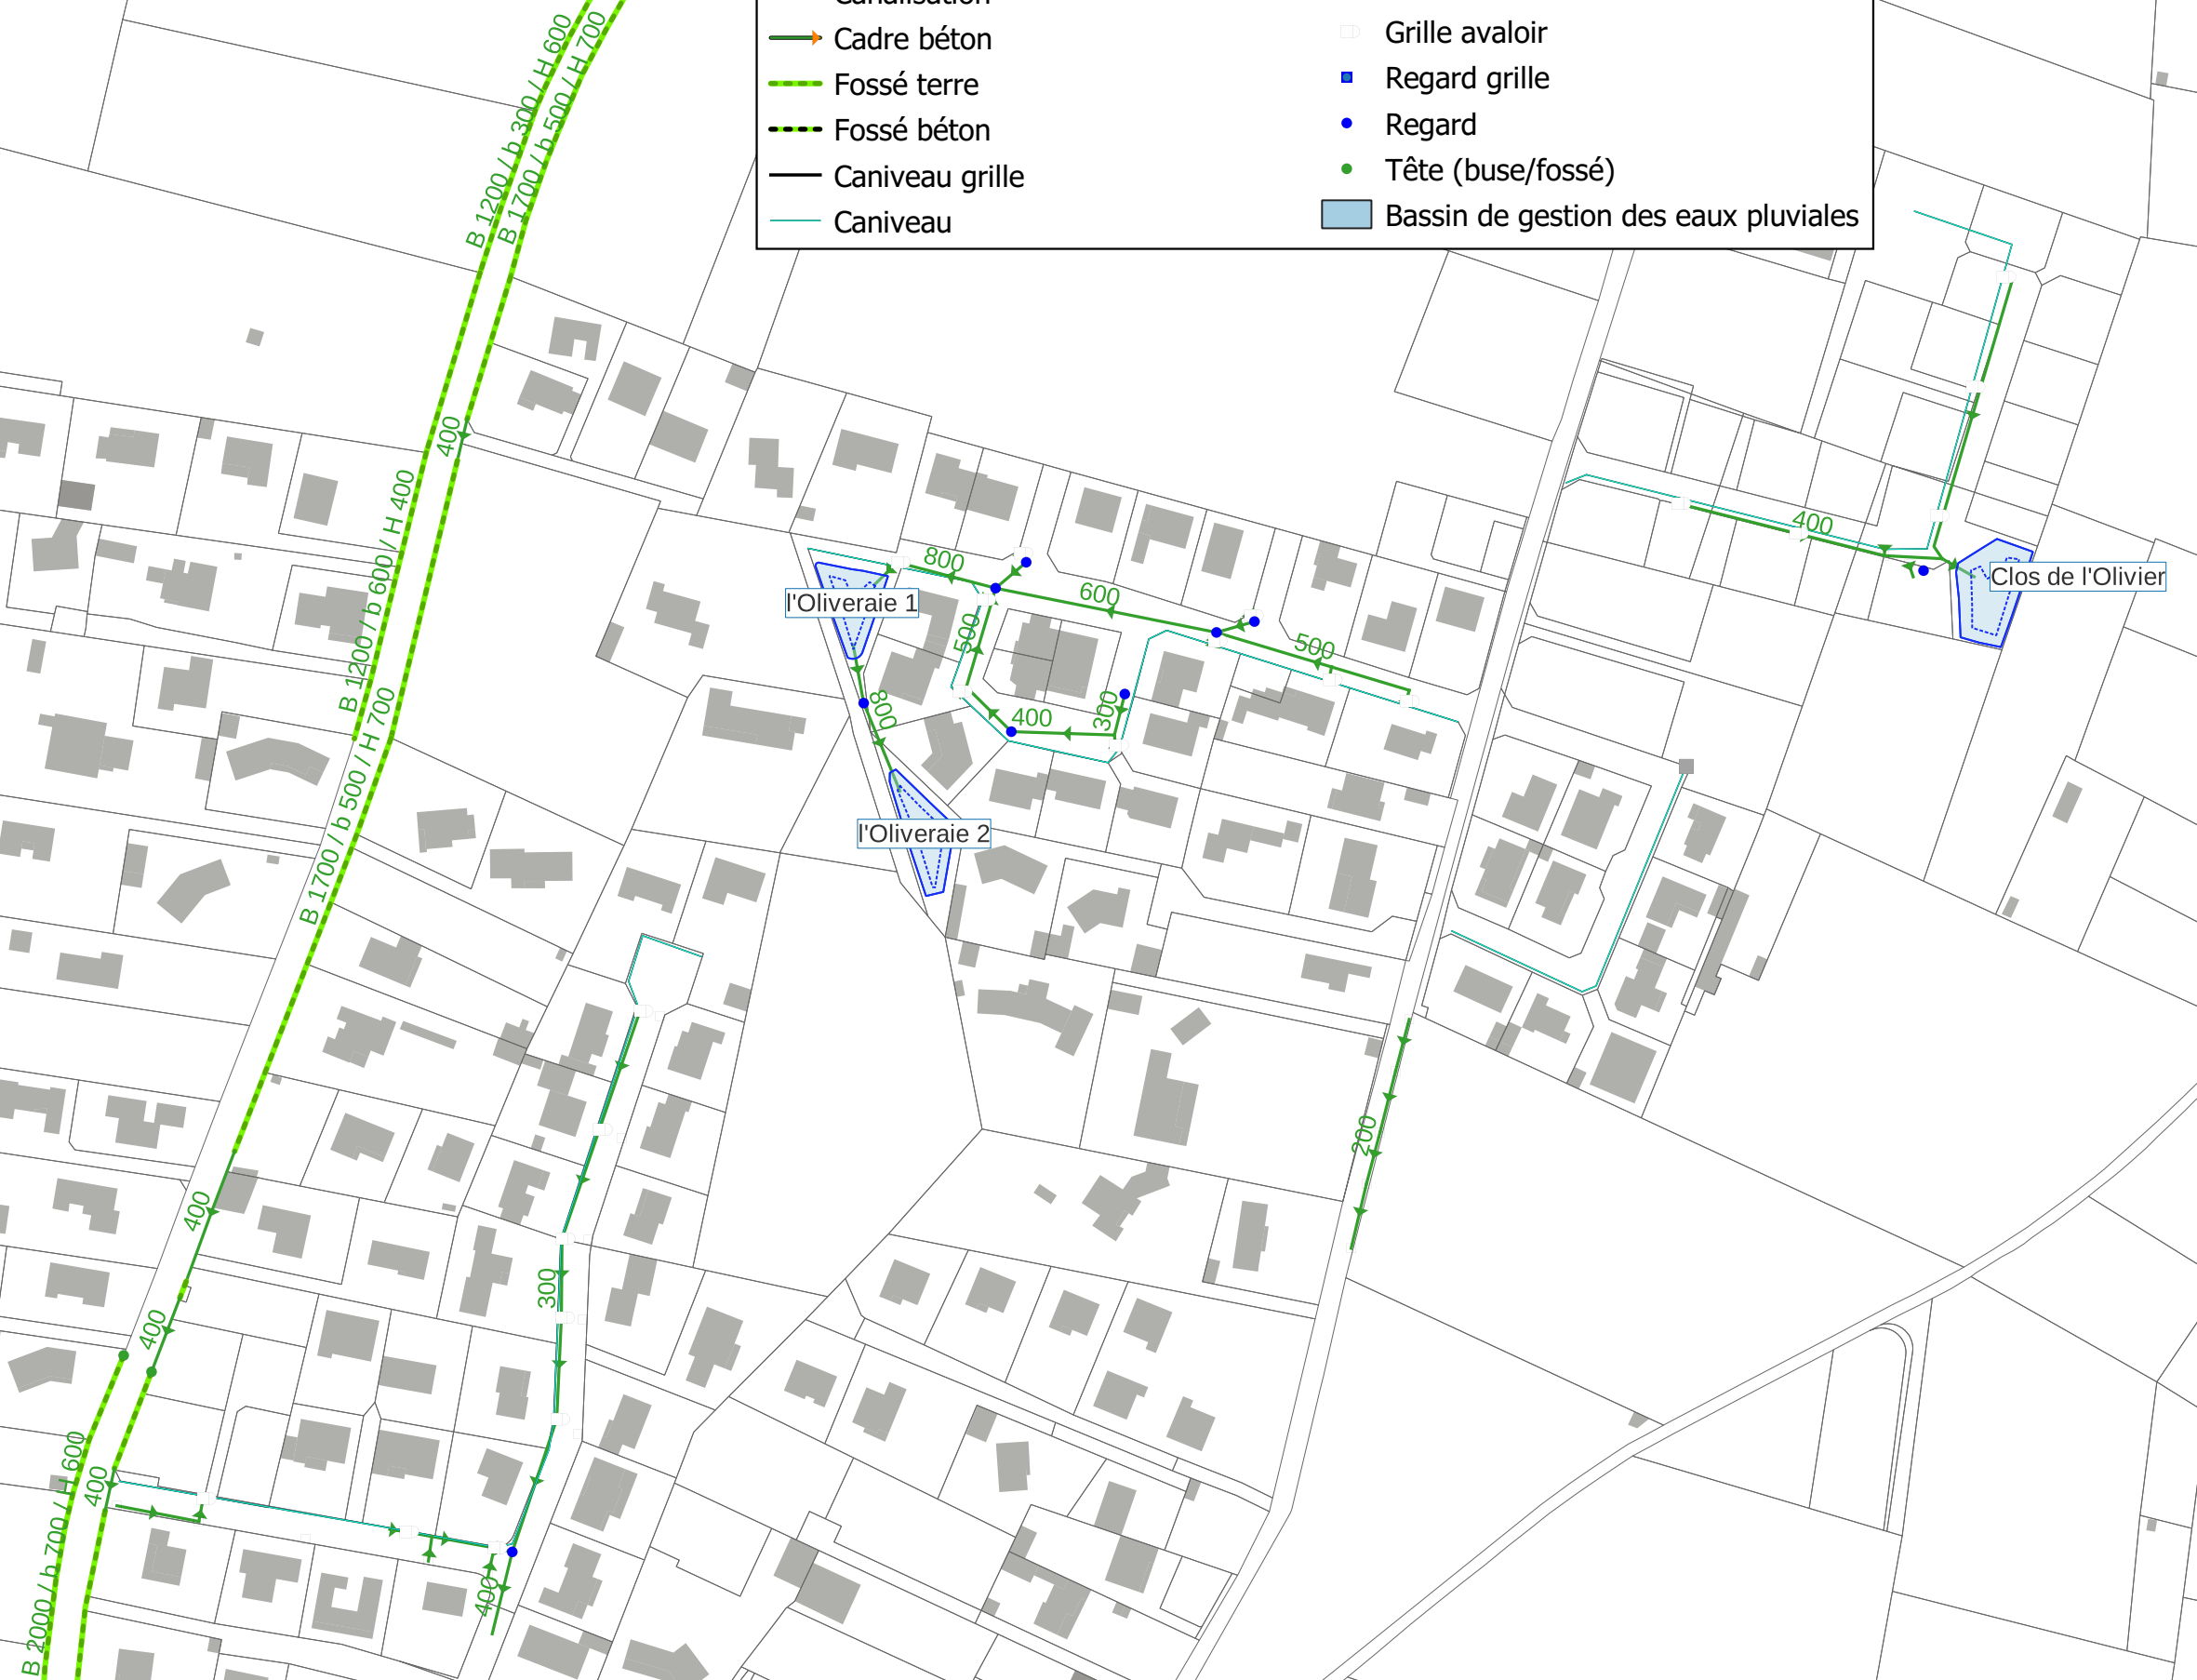 Canalisation
Cadre béton
Fossé terre
Fossé béton
Caniveau grille
Caniveau
Grille avaloir
Regard grille
Regard
Tête (buse/fossé)
Bassin de gestion des eaux pluviales
B 1200 / b 300 / H 600
B 1700 / b 500 / H 700
400
B 1200 / b 600 / H 400
B 1700 / b 500 / H 700
400
400
400
B 2000 / b 700 / H 600
300
400
800
600
500
500
400
300
800
l'Oliveraie 1
l'Oliveraie 2
200
400
Clos de l'Olivier